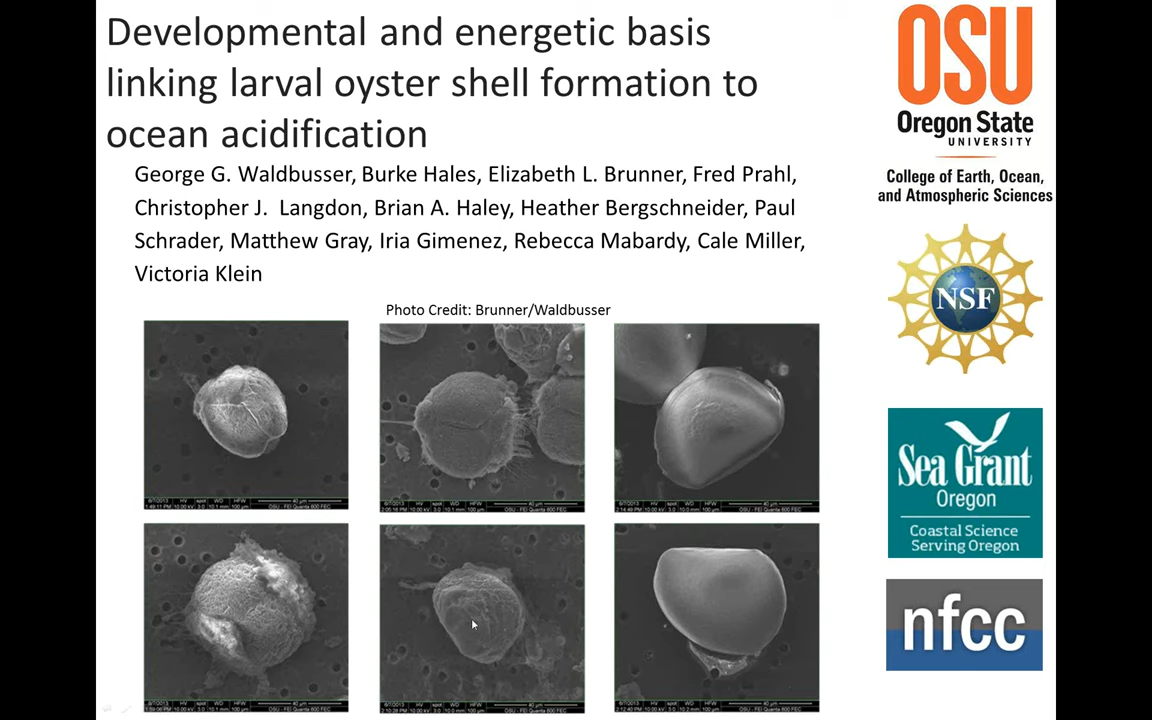 Developmental and energetic basis
linking larval oyster shell formation to
ocean acidification
George G. Waldbusser, Burke Hales, Elizabeth L. Brunner, Fred Prahl,
Christopher J. Langdon, Brian A. Haley, Heather Bergschneider, Paul
Schrader, Matthew Gray, Iria Gimenez, Rebecca Mabardy, Cale Miller,
Victoria Klein
Photo Credit: Brunner/Waldbusser
OSU
Oregon State
UNIVERSITY
College of Earth, Ocean,
and Atmospheric Sciences
NSF
Sea Grant
Oregon
Coastal Science
Serving Oregon
nfcc